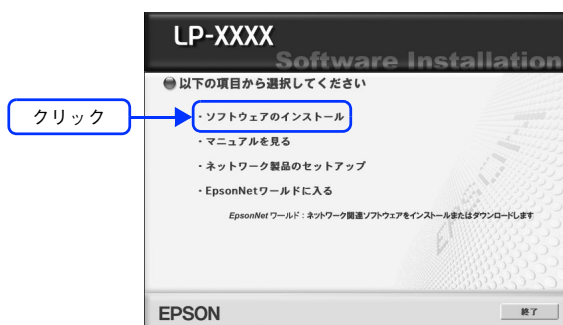 LP-XXXX
Software Installation
以下の項目から選択してください
クリック
・ソフトウェアのインストール
・マニュアルを見る
・ネットワーク製品のセットアップ
・EpsonNetワールドに入る
EpsonNet ワールド：ネットワーク関連ソフトウェアをインストールまたはダウンロードします
EPSON
EPSON
終了